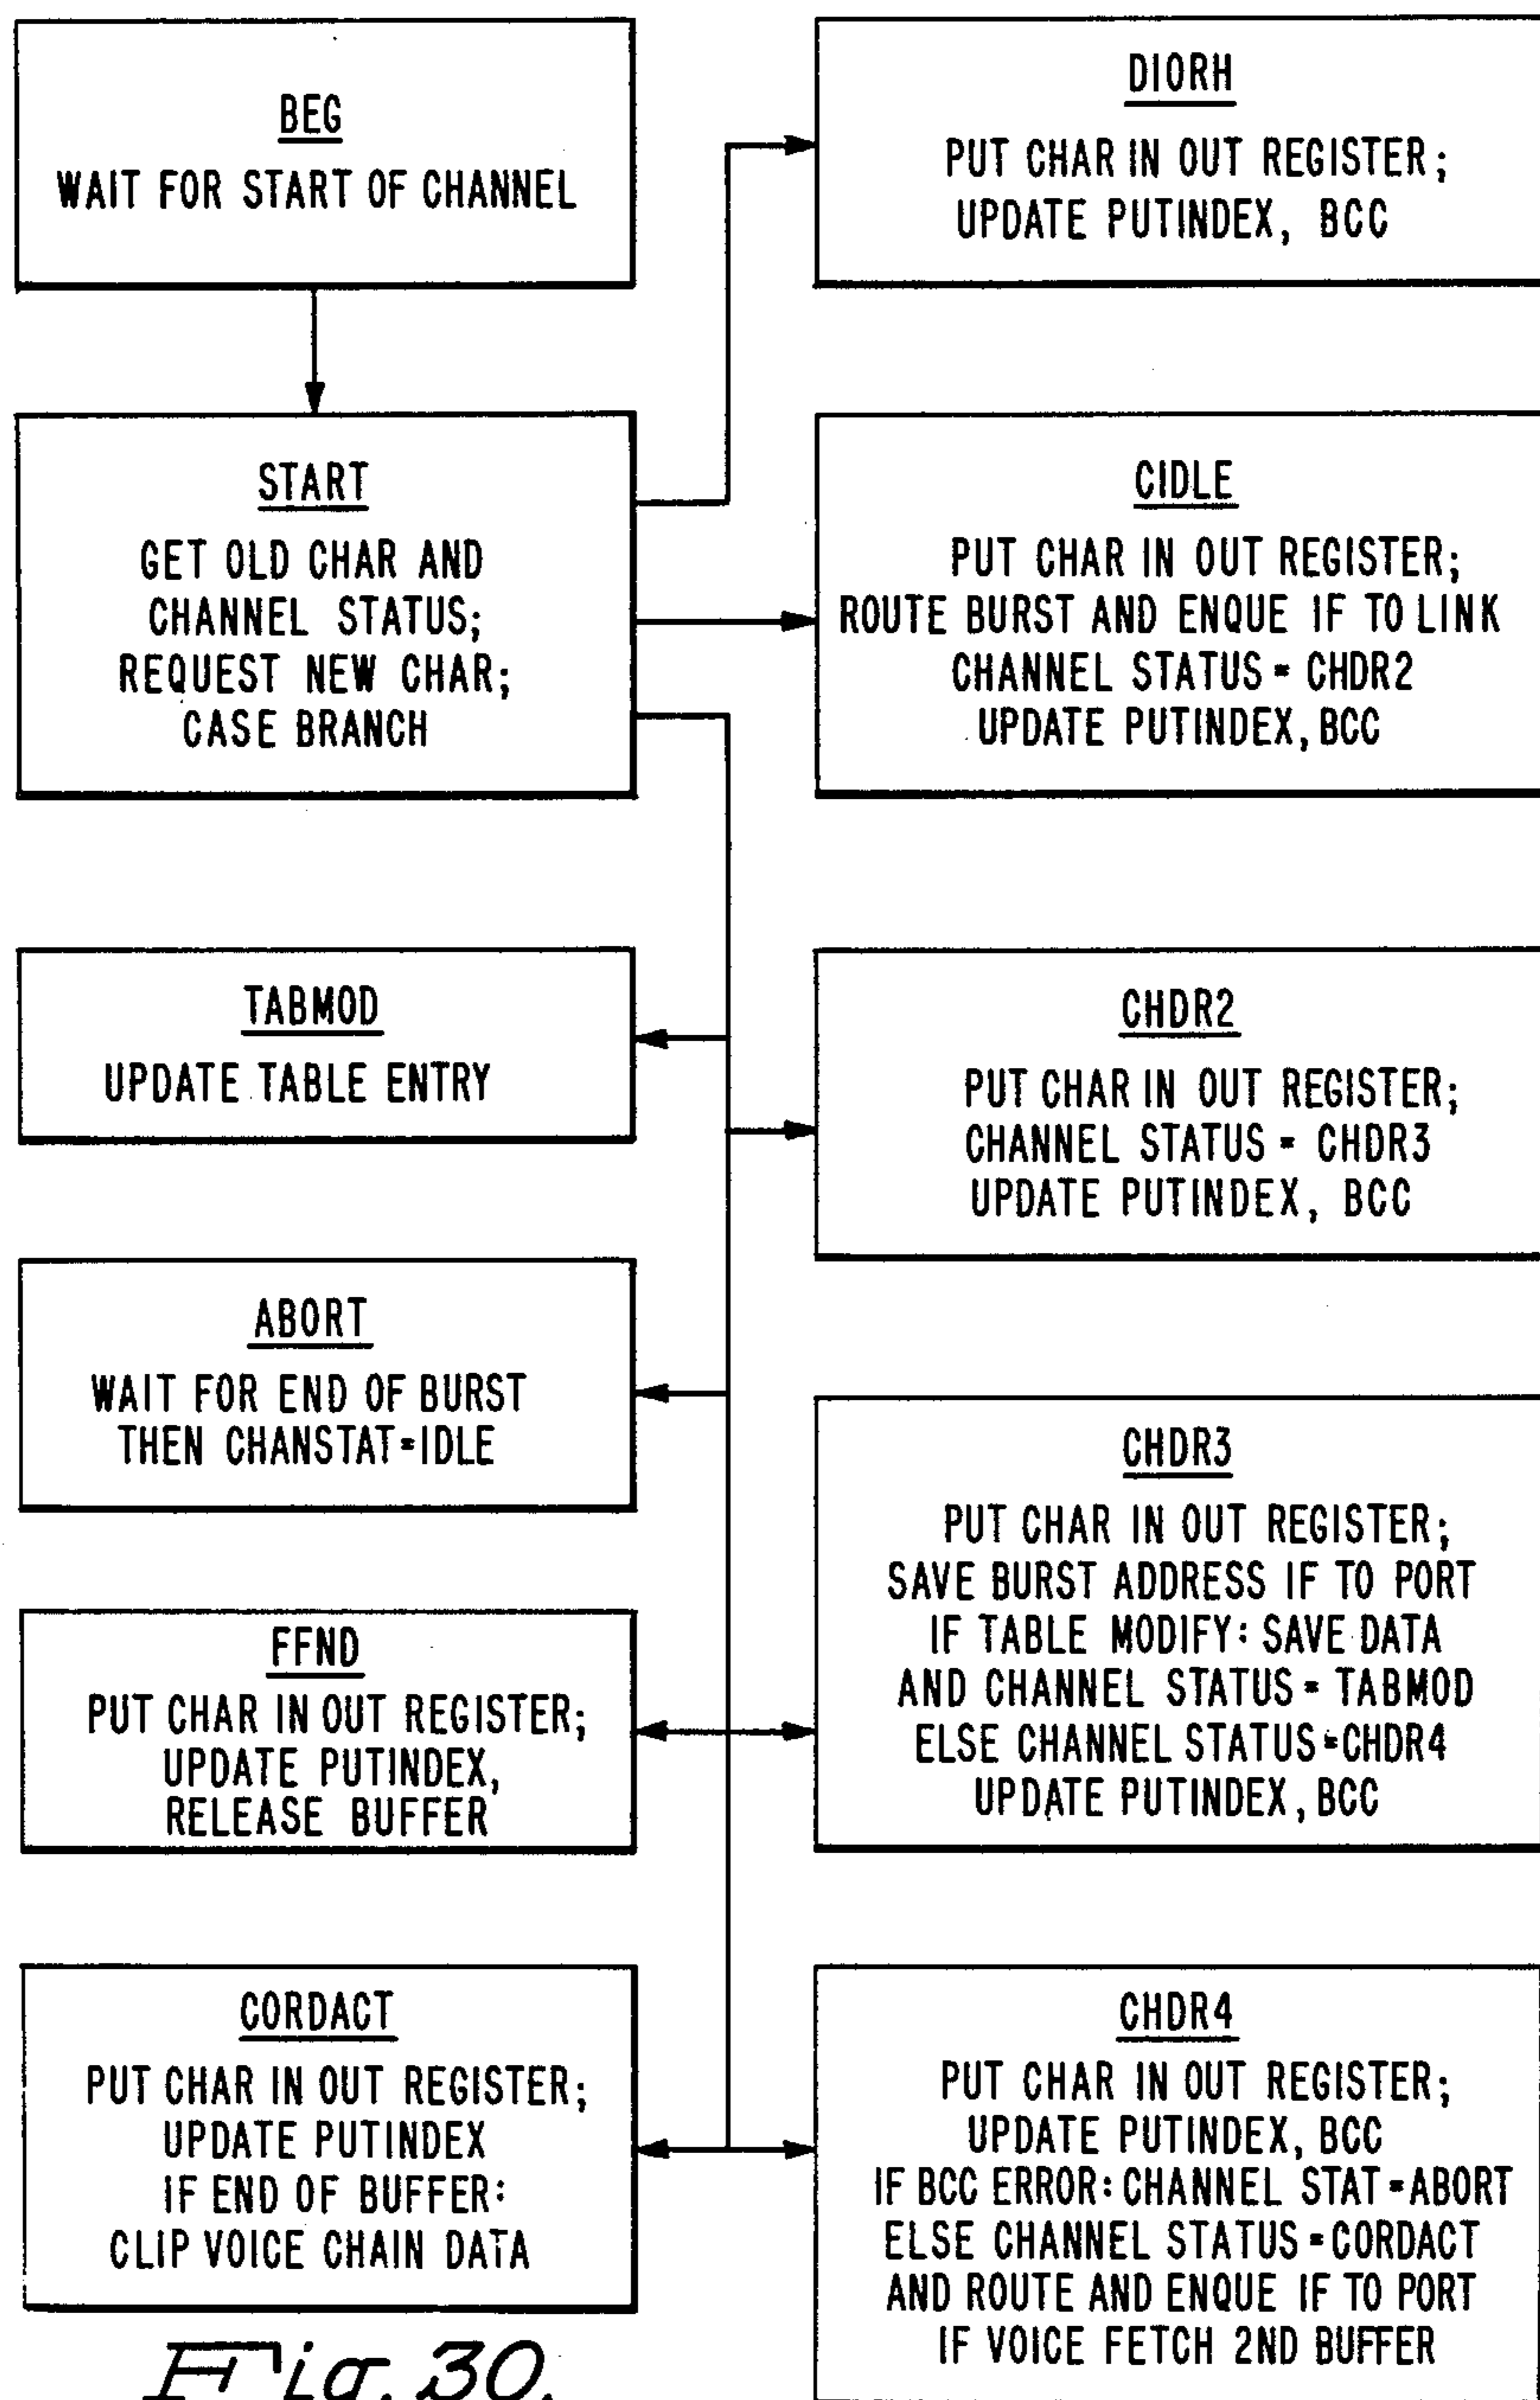 BEG
WAIT FOR START OF CHANNEL
DIORH
PUT CHAR IN OUT REGISTER;
UPDATE PUTINDEX, BCC
START
GET OLD CHAR AND
CHANNEL STATUS;
REQUEST NEW CHAR;
CASE BRANCH
CIDLE
PUT CHAR IN OUT REGISTER;
ROUTE BURST AND ENQUE IF TO LINK
CHANNEL STATUS = CHDR2
UPDATE PUTINDEX, BCC
TABMOD
UPDATE TABLE ENTRY
CHDR2
PUT CHAR IN OUT REGISTER;
CHANNEL STATUS = CHDR3
UPDATE PUTINDEX, BCC
ABORT
WAIT FOR END OF BURST
THEN CHANSTAT=IDLE
CHDR3
PUT CHAR IN OUT REGISTER;
SAVE BURST ADDRESS IF TO PORT
IF TABLE MODIFY: SAVE DATA
AND CHANNEL STATUS = TABMOD
ELSE CHANNEL STATUS=CHDR4
UPDATE PUTINDEX, BCC
FFND
PUT CHAR IN OUT REGISTER;
UPDATE PUTINDEX,
RELEASE BUFFER
CORDACT
PUT CHAR IN OUT REGISTER;
UPDATE PUTINDEX
IF END OF BUFFER:
CLIP VOICE CHAIN DATA
CHDR4
PUT CHAR IN OUT REGISTER;
UPDATE PUTINDEX, BCC
IF BCC ERROR: CHANNEL STAT=ABORT
ELSE CHANNEL STATUS=CORDACT
AND ROUTE AND ENQUE IF TO PORT
IF VOICE FETCH 2ND BUFFER
Fig. 30.